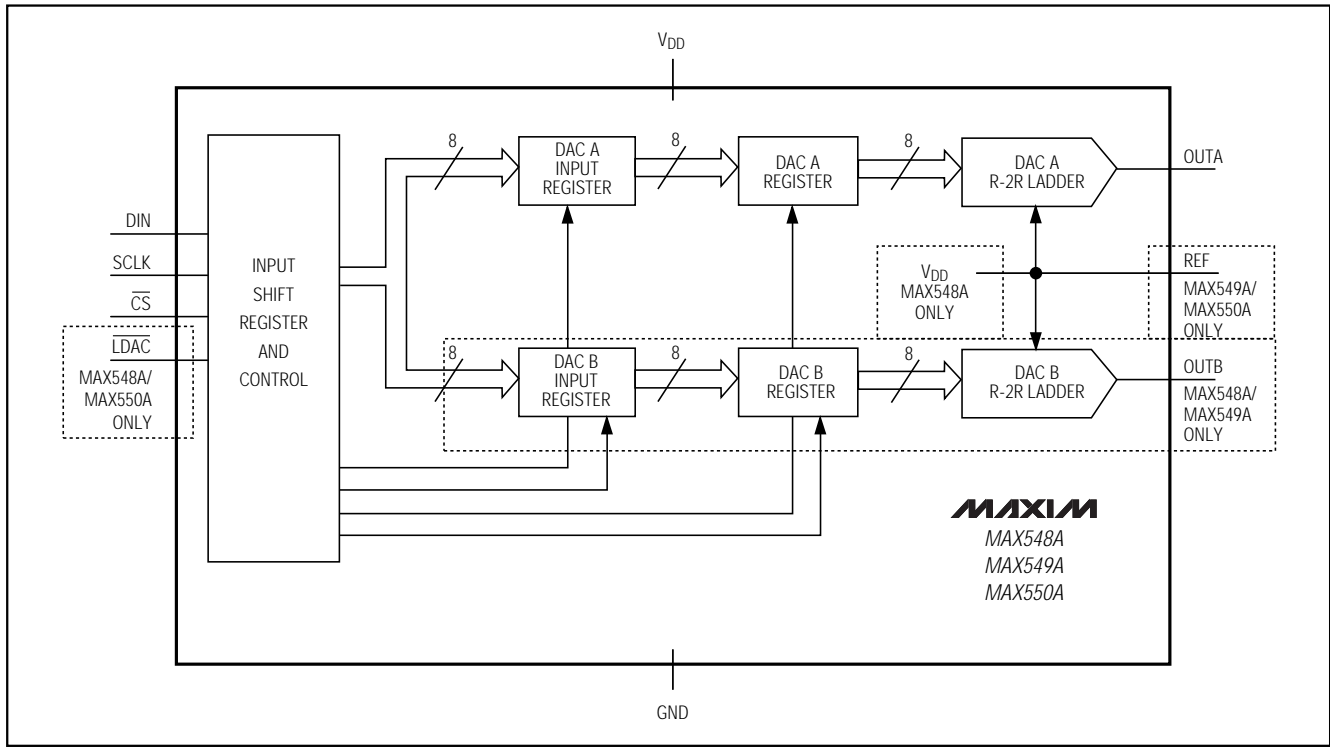 VDD
8
DAC A
INPUT
REGISTER
8
DAC A
REGISTER
8
DAC A
R-2R LADDER
OUTA
DIN
SCLK
CS
LDAC
MAX548A/
MAX550A
ONLY
INPUT
SHIFT
REGISTER
AND
CONTROL
VDD
MAX548A
ONLY
REF
MAX549A/
MAX550A
ONLY
8
DAC B
INPUT
REGISTER
8
DAC B
REGISTER
8
DAC B
R-2R LADDER
OUTB
MAX548A/
MAX549A
ONLY
MAXIM
MAX548A
MAX549A
MAX550A
GND